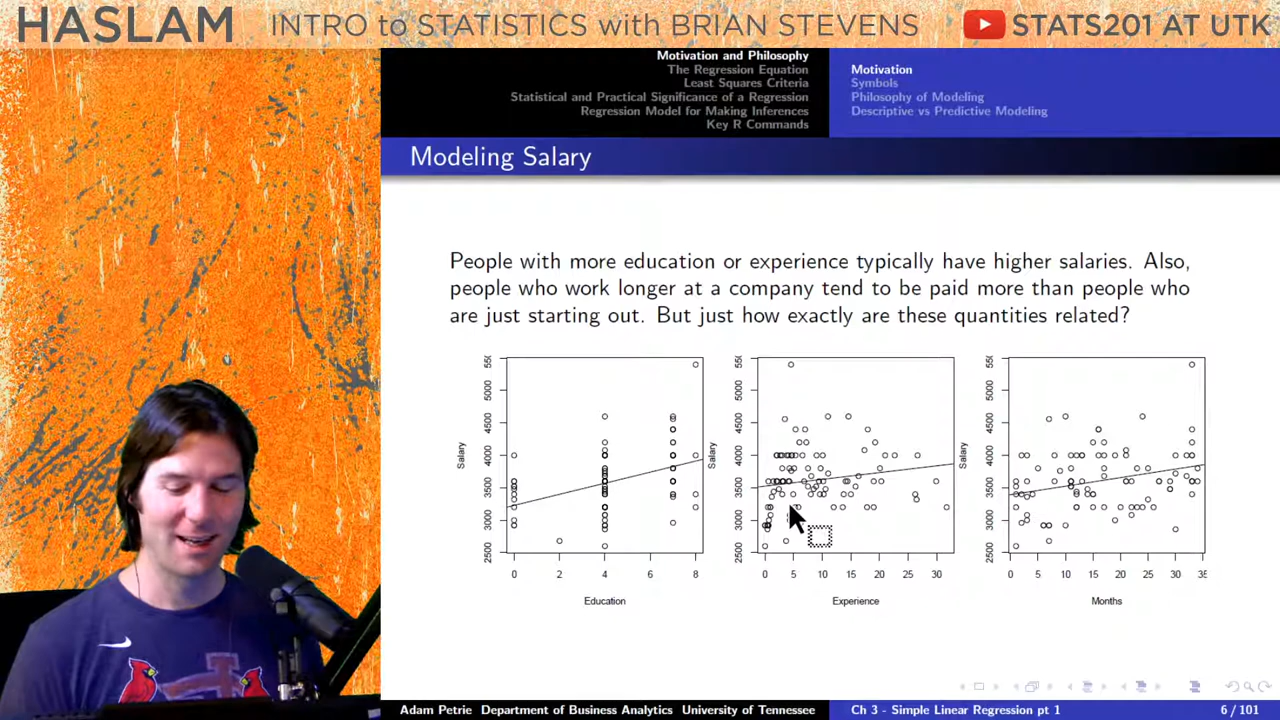 HASLAM INTRO to STATISTICS with BRIAN STEVENS STATS201 AT UTK
Motivation and Philosophy
The Regression Equation
Least Squares Criteria
Statistical and Practical Significance of a Regression
Regression Model for Making Inferences
Key R Commands
Motivation
Symbols
Philosophy of Modeling
Descriptive vs Predictive Modeling
Modeling Salary
People with more education or experience typically have higher salaries. Also,
people who work longer at a company tend to be paid more than people who
are just starting out. But just how exactly are these quantities related?
Salary
2500 3000 3500 4000 4500 5000 550
0 2 4 6 8
Education
Salary
2500 3000 3500 4000 4500 5000 550
0 5 10 15 20 25 30
Experience
Salary
2500 3000 3500 4000 4500 5000 550
0 5 10 15 20 25 30 35
Months
Adam Petrie Department of Business Analytics University of Tennessee
Ch 3 - Simple Linear Regression pt 1
6 / 101